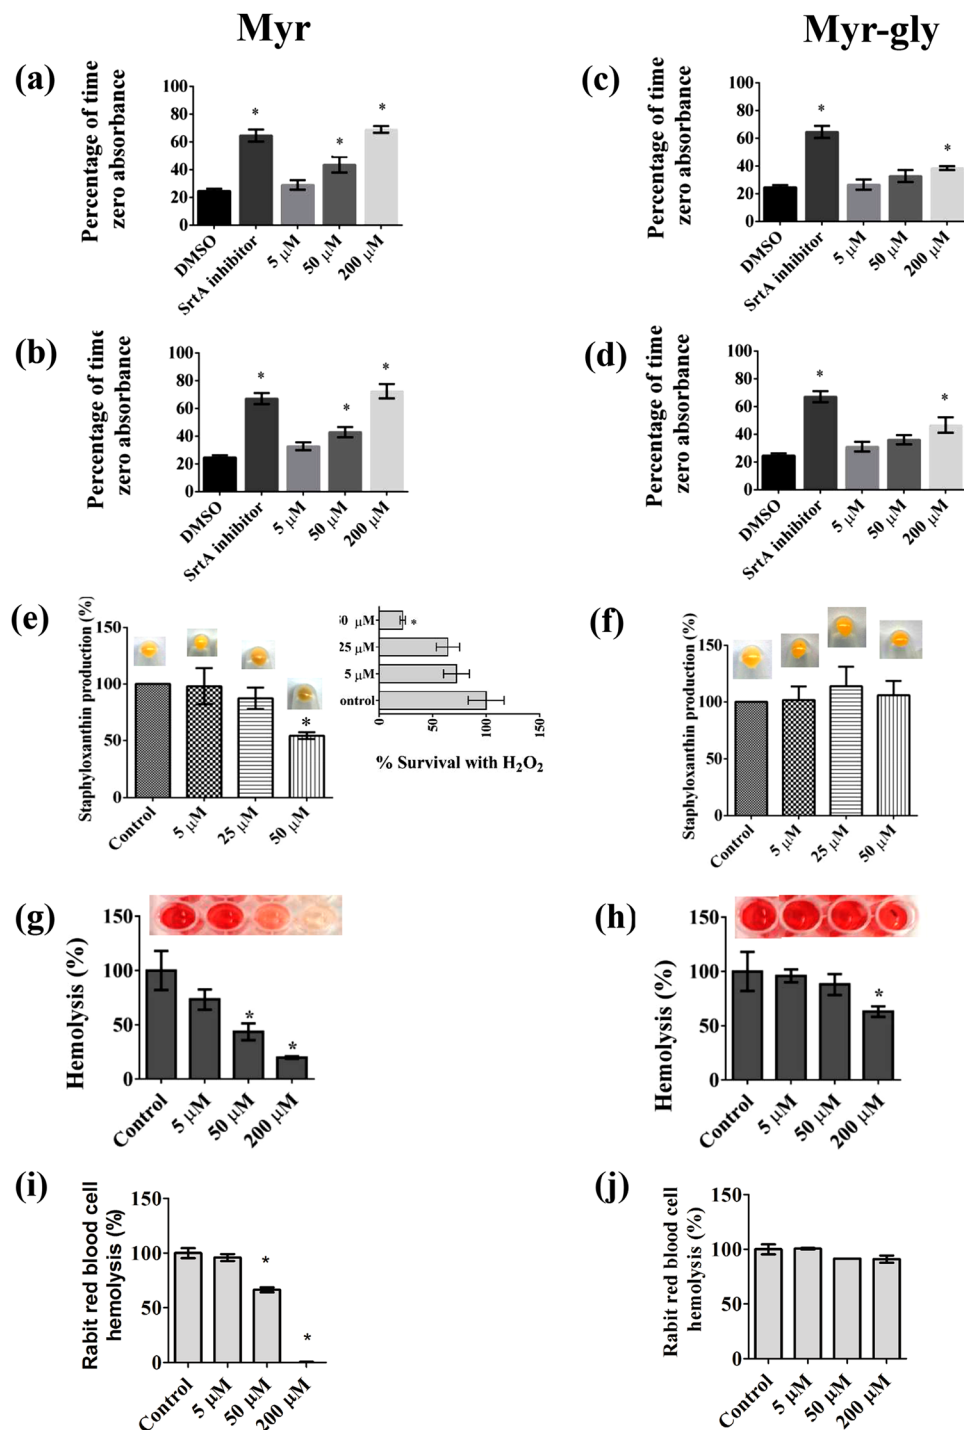 Myr
Myr-gly
(a)
Percentage of time
zero absorbance
100
80
60
40
20
0
*
*
*
DMSO
SrtA inhibitor
5 μM
50 μM
200 μM
(c)
Percentage of time
zero absorbance
100
80
60
40
20
0
*
*
DMSO
SrtA inhibitor
5 μM
50 μM
200 μM
(b)
Percentage of time
zero absorbance
100
80
60
40
20
0
*
*
*
DMSO
SrtA inhibitor
5 μM
50 μM
200 μM
(d)
Percentage of time
zero absorbance
100
80
60
40
20
0
*
*
DMSO
SrtA inhibitor
5 μM
50 μM
200 μM
(e)
Staphyloxanthin production (%)
150
100
50
0
*
Control
5 μM
25 μM
50 μM
50 μM
25 μM
5 μM
ontrol
*
0
50
100
150
% Survival with H₂O₂
(f)
Staphyloxanthin production (%)
150
100
50
0
Control
5 μM
25 μM
50 μM
(g)
Hemolysis (%)
150
100
50
0
*
*
Control
5 μM
50 μM
200 μM
(h)
Hemolysis (%)
150
100
50
0
*
Control
5 μM
50 μM
200 μM
(i)
Rabit red blood cell
hemolysis (%)
150
100
50
0
*
*
Control
5 μM
50 μM
200 μM
(j)
Rabit red blood cell
hemolysis (%)
150
100
50
0
Control
5 μM
50 μM
200 μM